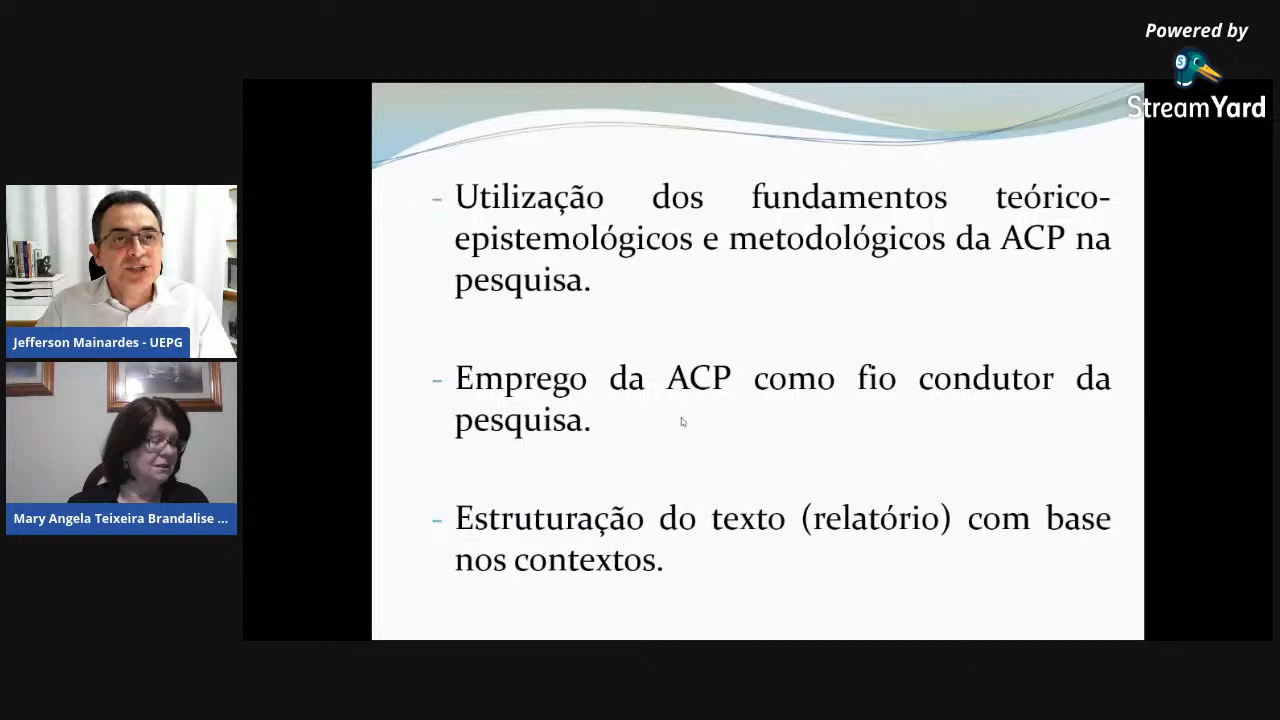 Powered by
StreamYard
- Utilização dos fundamentos teórico-
epistemológicos e metodológicos da ACP na
pesquisa.
- Emprego da ACP como fio condutor da
pesquisa.
- Estruturação do texto (relatório) com base
nos contextos.
Jefferson Mainardes - UEPG
Mary Angela Teixeira Brandalise ...